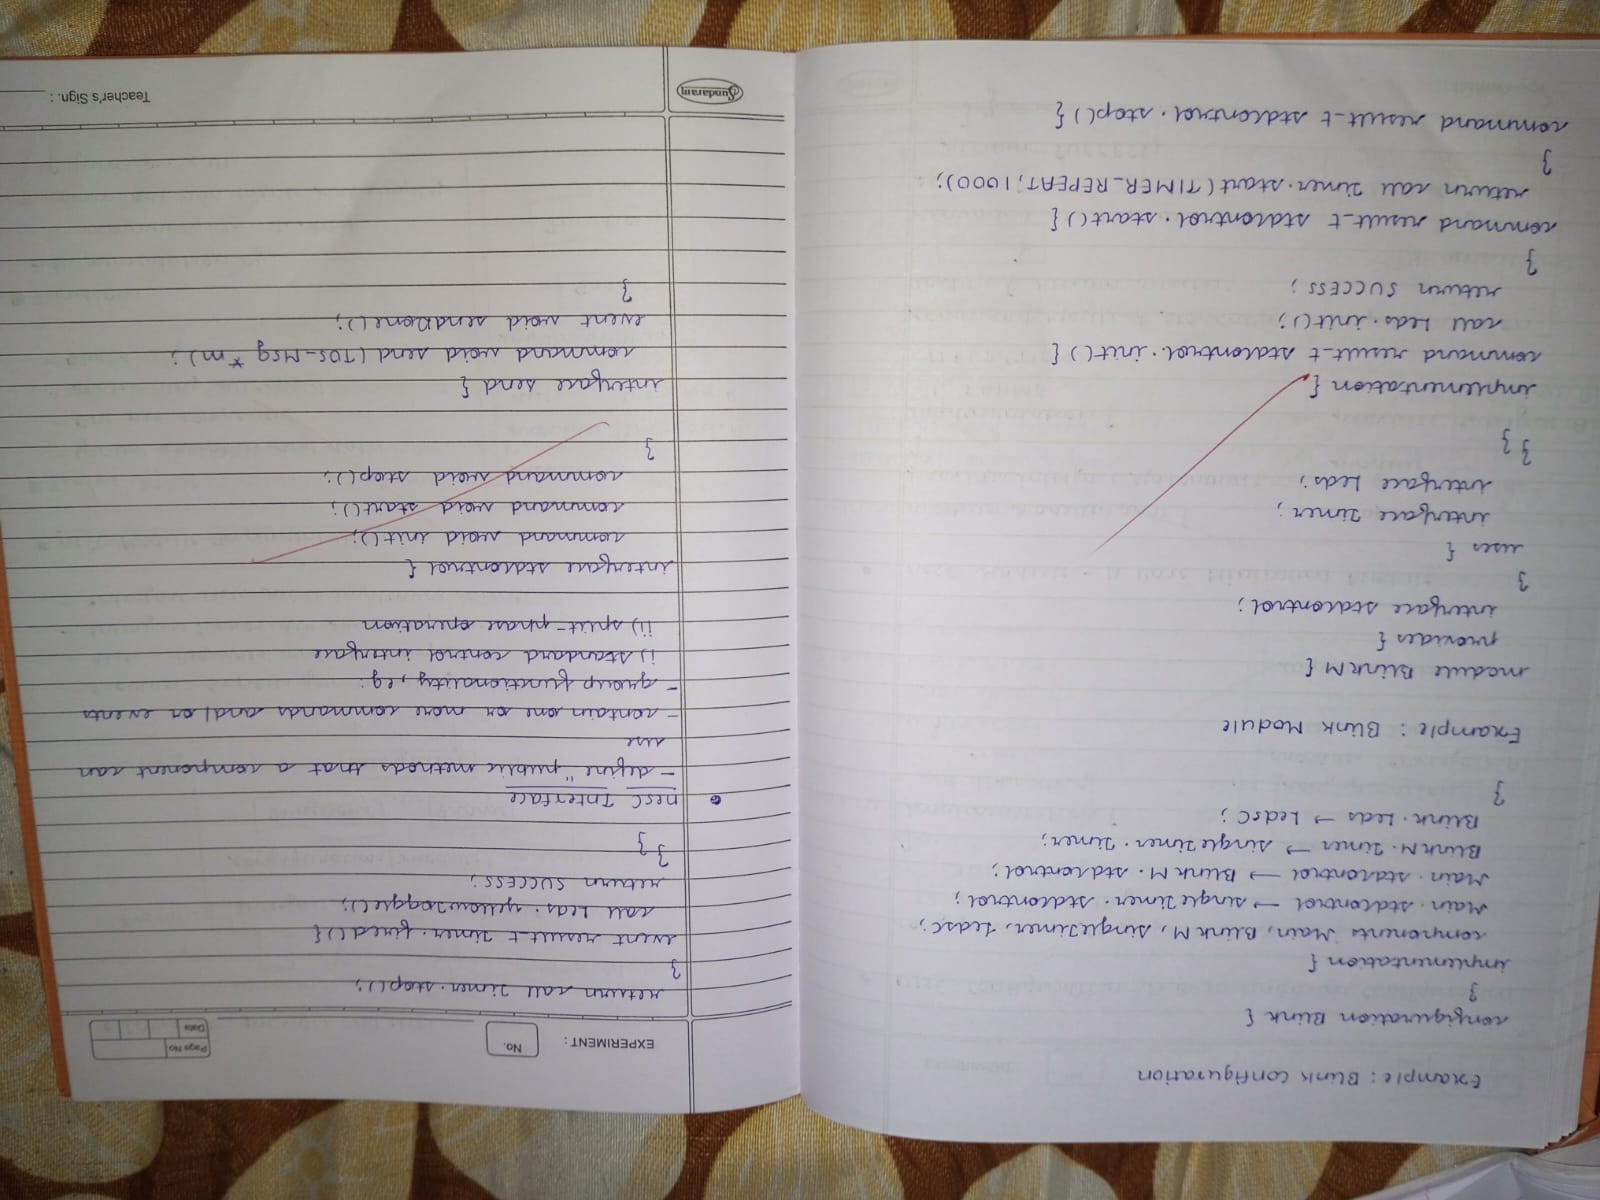 Example : Blink Configuration
configuration Blink {
}
implementation {
components Main, BlinkM, SingleTimer, LedsC;
Main. stdcontrol → singleTimer. stdcontrol;
Main. stdcontrol → BlinkM. stdcontrol;
BlinkM. Timer → SingleTimer. Timer;
Blink. Leds → LedsC;
}
Example : Blink Module
module BlinkM {
provides {
interface stdcontrol;
}
uses {
interface Timer;
interface Leds;
} }
implementation {
command result_t stdcontrol. init() {
call Leds. init();
return SUCCESS;
}
command result_t stdcontrol. start() {
return call Timer. start (TIMER_REPEAT, 1000);
}
command result_t stdcontrol. stop() {
EXPERIMENT :
No.
Page No
Date
return call Timer. stop();
}
event result_t Timer. fired() {
call Leds. yellowToggle();
return SUCCESS;
} }
nesC Interface
- define "public methods that a component can
use
- contain one or more commands and/or events
- group functionality, eg :
i) standard control interface
ii) split-phase operation
interface stdcontrol {
command void init();
command void start();
command void stop();
}
interface send {
command void send (TOS_Msg *m);
event void sendDone();
}
Sundaram
Teacher's Sign. :